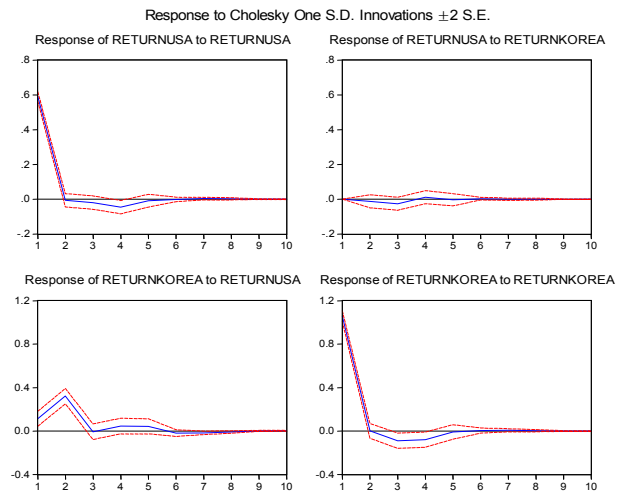 Response to Cholesky One S.D. Innovations ±2 S.E.
Response of RETURNUSA to RETURNUSA
.8
.6
.4
.2
.0
-.2
1 2 3 4 5 6 7 8 9 10
Response of RETURNUSA to RETURNKOREA
.8
.6
.4
.2
.0
-.2
1 2 3 4 5 6 7 8 9 10
Response of RETURNKOREA to RETURNUSA
1.2
0.8
0.4
0.0
-0.4
1 2 3 4 5 6 7 8 9 10
Response of RETURNKOREA to RETURNKOREA
1.2
0.8
0.4
0.0
-0.4
1 2 3 4 5 6 7 8 9 10